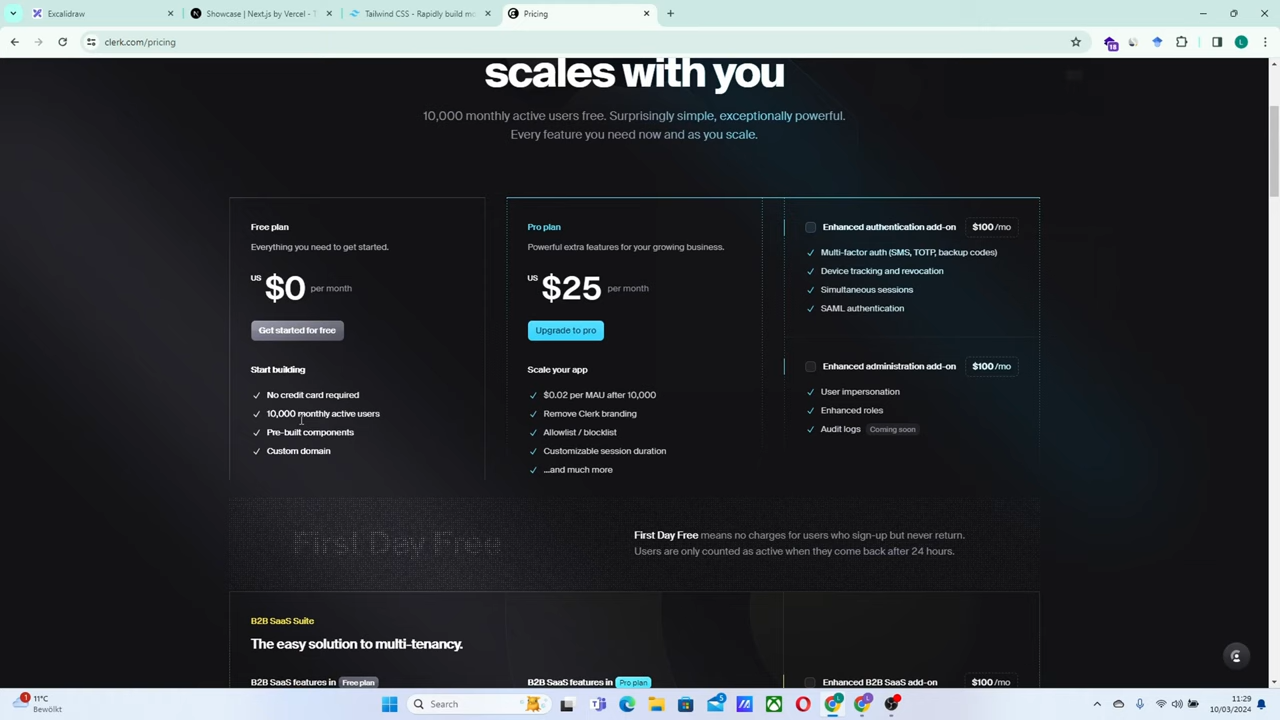 Excalidraw
Showcase | Next.js by Vercel - T
Tailwind CSS - Rapidly build mo
Pricing
clerk.com/pricing
18
L
scales with you
10,000 monthly active users free. Surprisingly simple, exceptionally powerful.
Every feature you need now and as you scale.
Free plan
Everything you need to get started.
US $0 per month
Get started for free
Start building
No credit card required
10,000 monthly active users
Pre-built components
Custom domain
Pro plan
Powerful extra features for your growing business.
US $25 per month
Upgrade to pro
Scale your app
$0.02 per MAU after 10,000
Remove Clerk branding
Allowlist / blocklist
Customizable session duration
...and much more
Enhanced authentication add-on $100 /mo
Multi-factor auth (SMS, TOTP, backup codes)
Device tracking and revocation
Simultaneous sessions
SAML authentication
Enhanced administration add-on $100 /mo
User impersonation
Enhanced roles
Audit logs Coming soon
First Day Free
First Day Free means no charges for users who sign-up but never return.
Users are only counted as active when they come back after 24 hours.
B2B SaaS Suite
The easy solution to multi-tenancy.
B2B SaaS features in Free plan
B2B SaaS features in Pro plan
Enhanced B2B SaaS add-on $100 /mo
1
11°C
Bewölkt
Search
11:29
10/03/2024